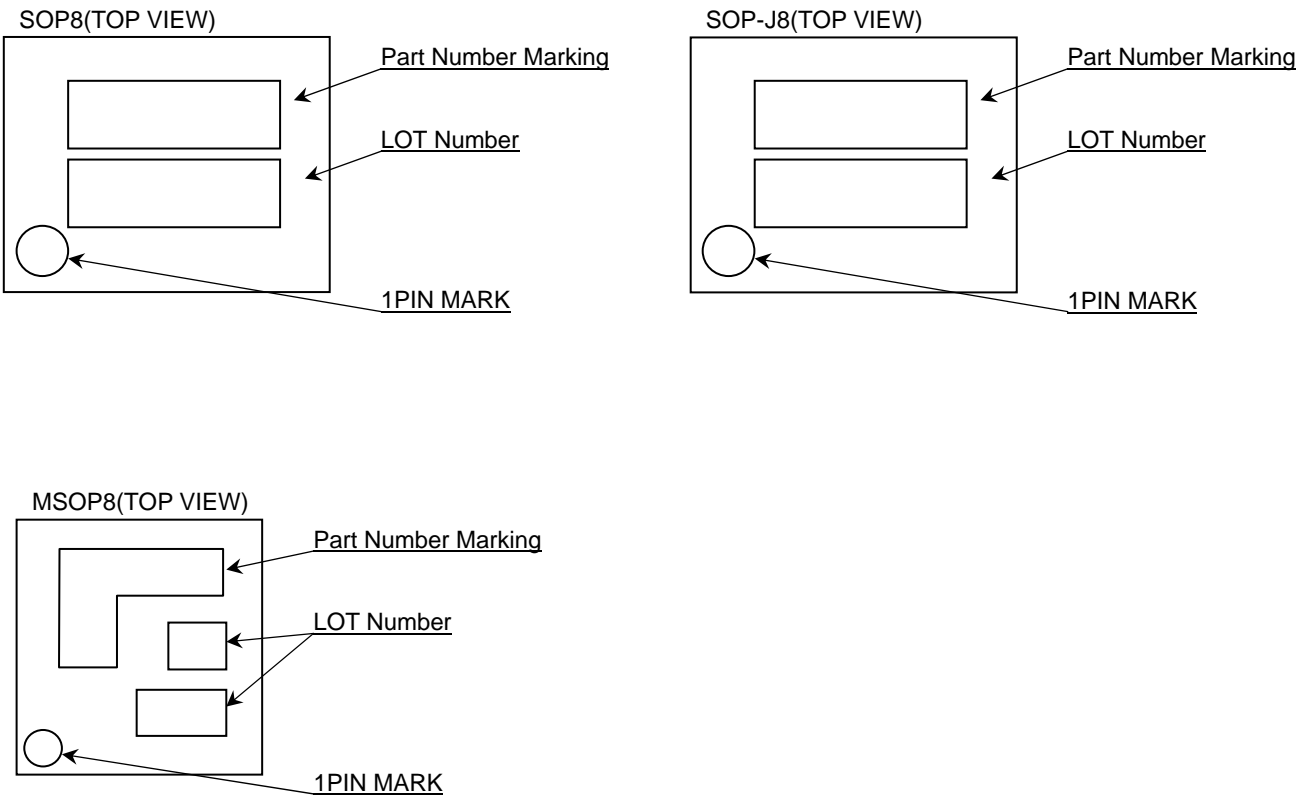 SOP8(TOP VIEW)
Part Number Marking
LOT Number
1PIN MARK
SOP-J8(TOP VIEW)
Part Number Marking
LOT Number
1PIN MARK
MSOP8(TOP VIEW)
Part Number Marking
LOT Number
1PIN MARK